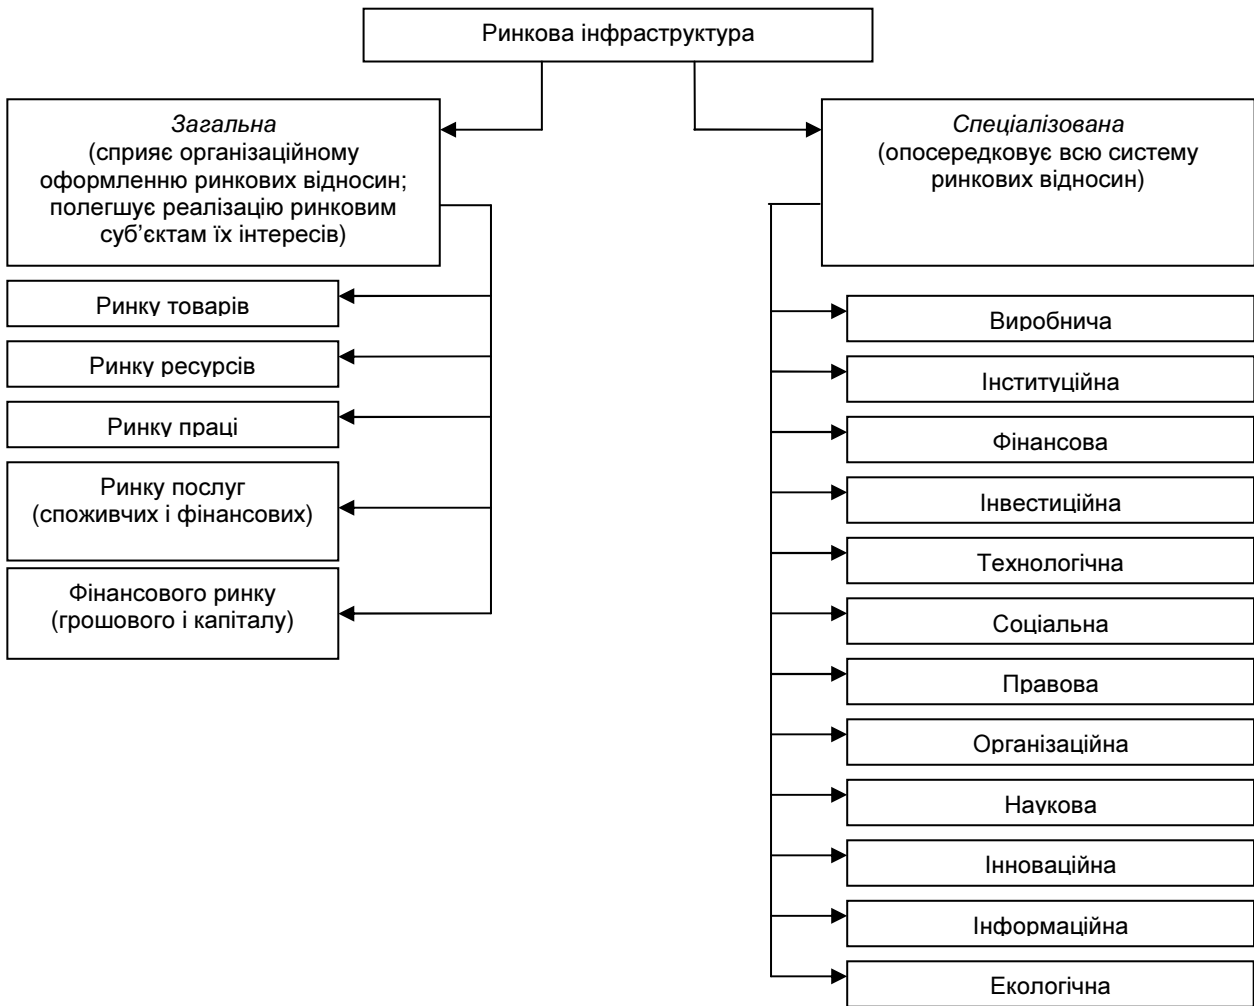 Ринкова інфраструктура
Загальна
(сприяє організаційному
оформленню ринкових відносин;
полегшує реалізацію ринковим
суб’єктам їх інтересів)
Ринку товарів
Ринку ресурсів
Ринку праці
Ринку послуг
(споживчих і фінансових)
Фінансового ринку
(грошового і капіталу)
Спеціалізована
(опосередковує всю систему
ринкових відносин)
Виробнича
Інституційна
Фінансова
Інвестиційна
Технологічна
Соціальна
Правова
Організаційна
Наукова
Інноваційна
Інформаційна
Екологічна